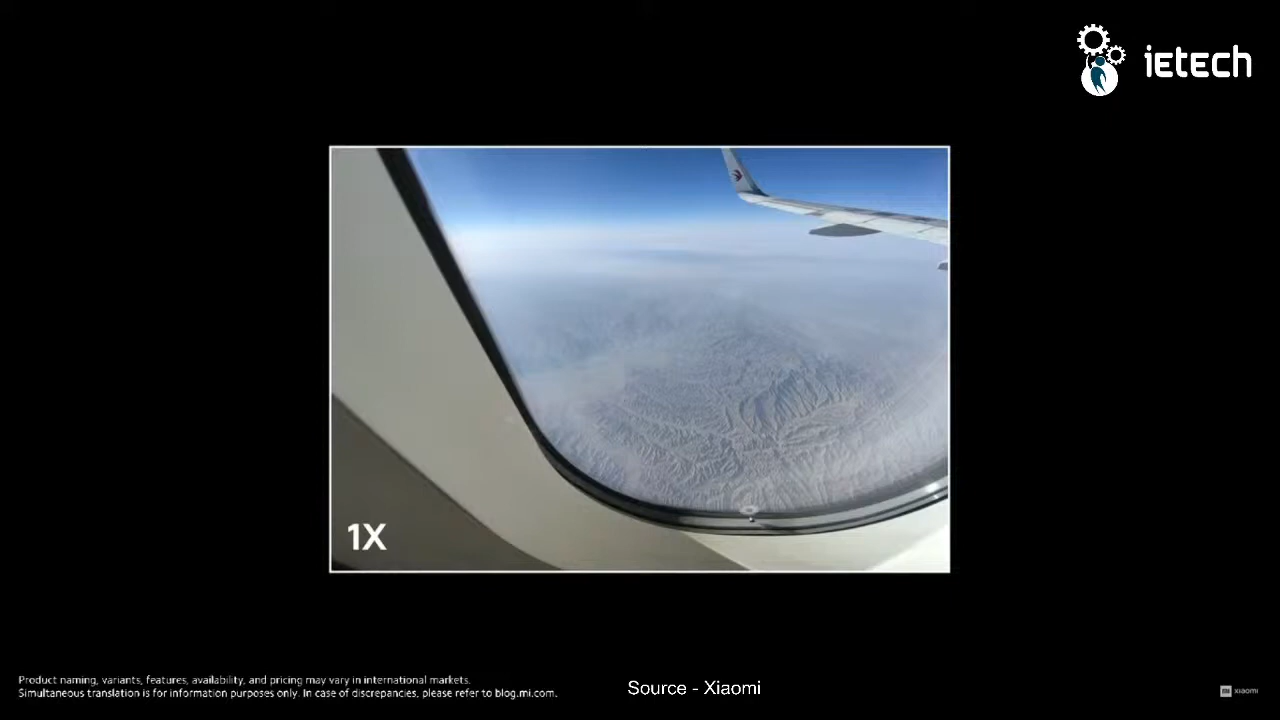 ietech
1X
Product naming, variants, features, availability, and pricing may vary in international markets.
Simultaneous translation is for information purposes only. In case of discrepancies, please refer to blog.mi.com.
Source - Xiaomi
mi xiaomi